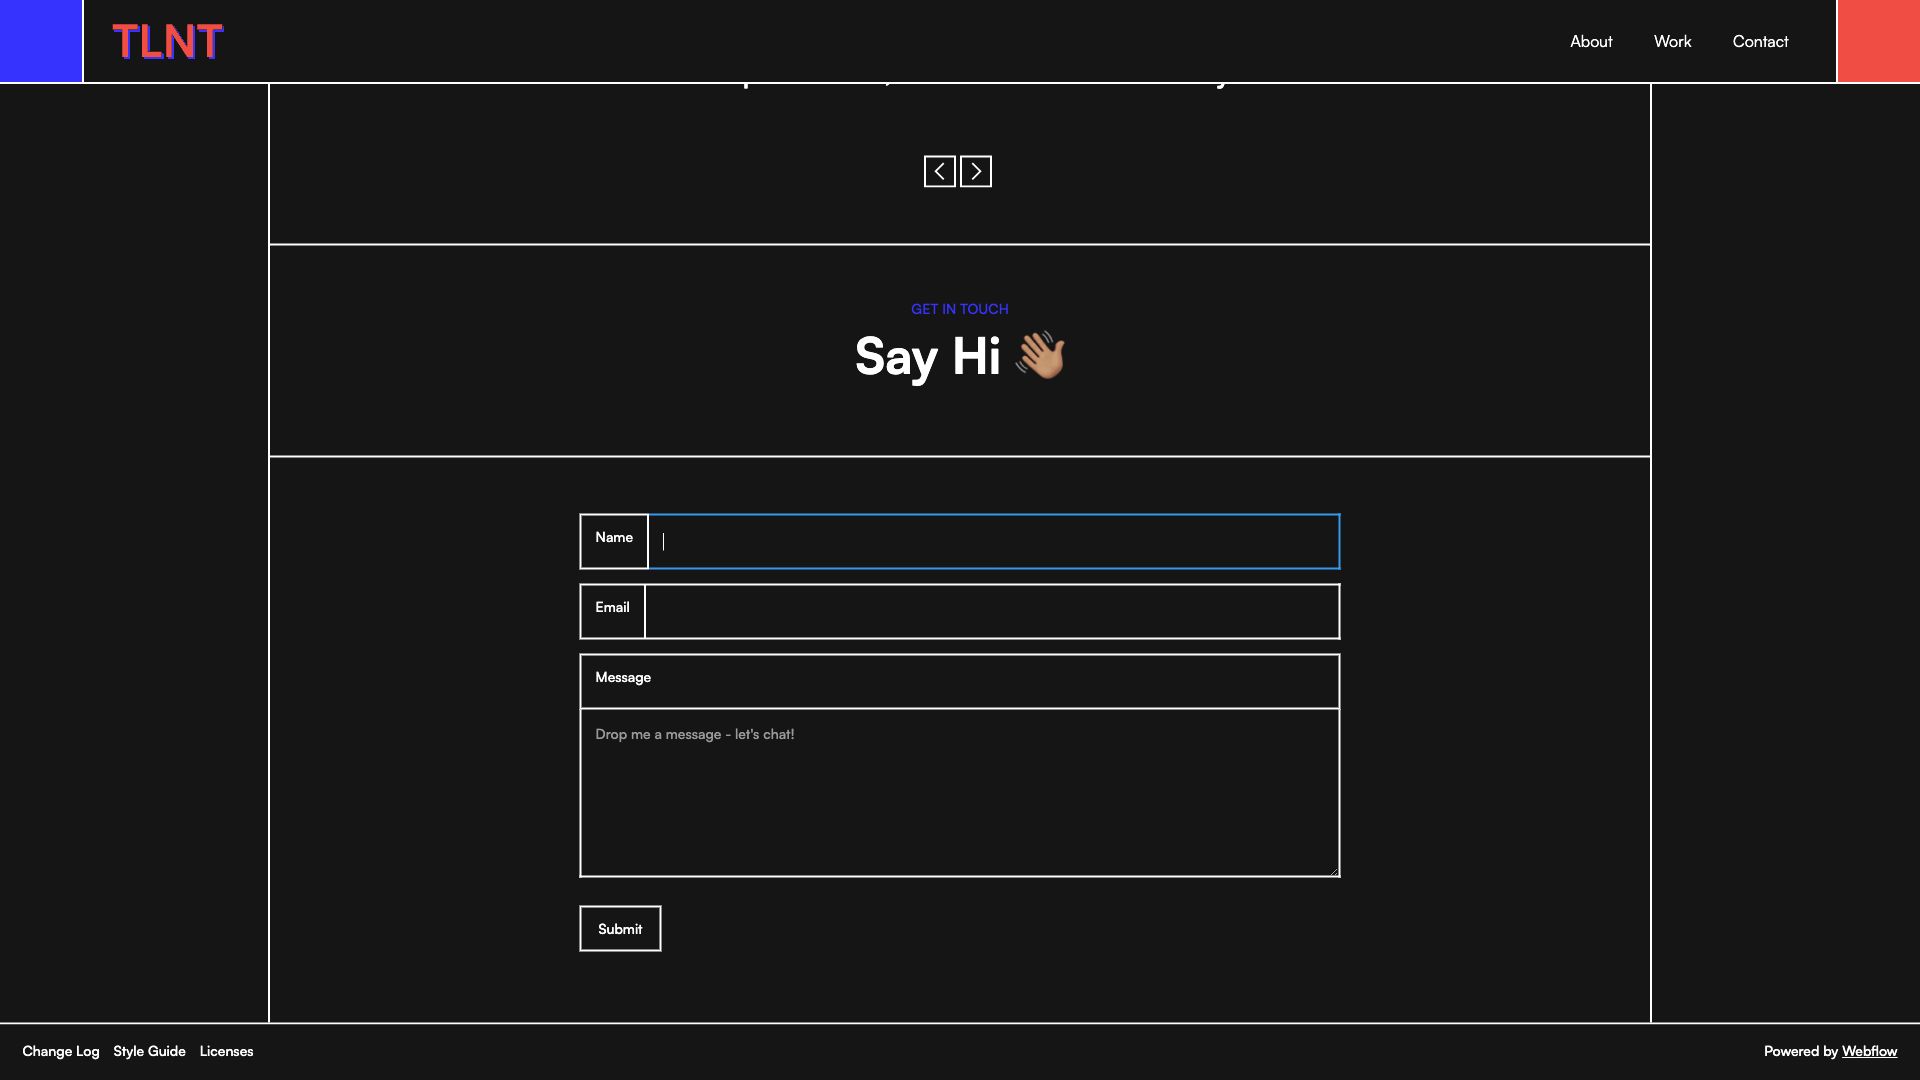 TLNT
About Work Contact
GET IN TOUCH
Say Hi 👋🏽
Name
Email
Message
Drop me a message - let's chat!
Submit
Change Log Style Guide Licenses
Powered by Webflow